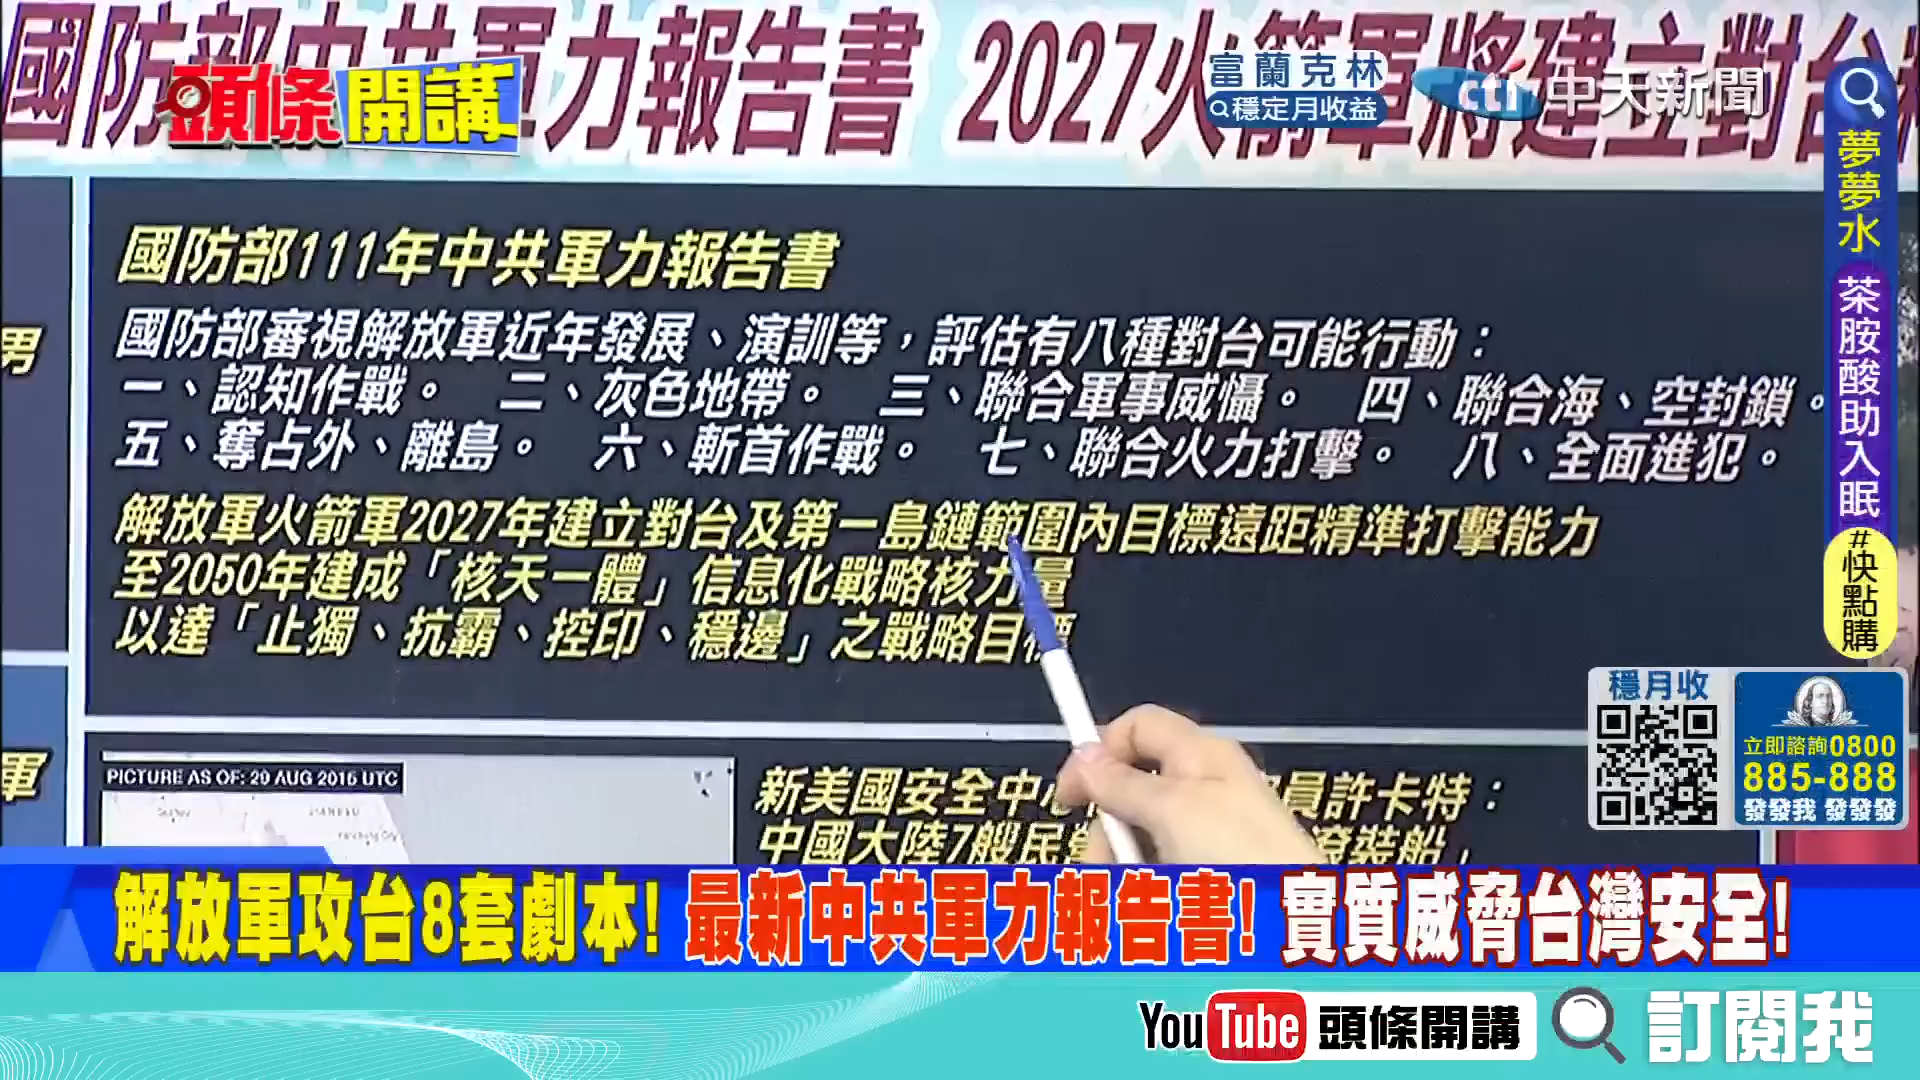 國防部中共軍力報告書 2027火箭軍將建立對台
頭條開講
富蘭克林
穩定月收益
cti 中天新聞
夢夢水
茶胺酸助入眠
#快點購
國防部111年中共軍力報告書
國防部審視解放軍近年發展、演訓等，評估有八種對台可能行動：
一、認知作戰。 二、灰色地帶。 三、聯合軍事威懾。 四、聯合海、空封鎖。
五、奪占外、離島。 六、斬首作戰。 七、聯合火力打擊。 八、全面進犯。
解放軍火箭軍2027年建立對台及第一島鏈範圍內目標遠距精準打擊能力
至2050年建成「核天一體」信息化戰略核力量
以達「止獨、抗霸、控印、穩邊」之戰略目標
男
軍
PICTURE AS OF: 29 AUG 2015 UTC
新美國安全中心 員許卡特：
中國大陸7艘民營 滾裝船」
穩月收
立即諮詢0800
885-888
發發我 發發發
解放軍攻台8套劇本! 最新中共軍力報告書! 實質威脅台灣安全!
YouTube 頭條開講 訂閱我